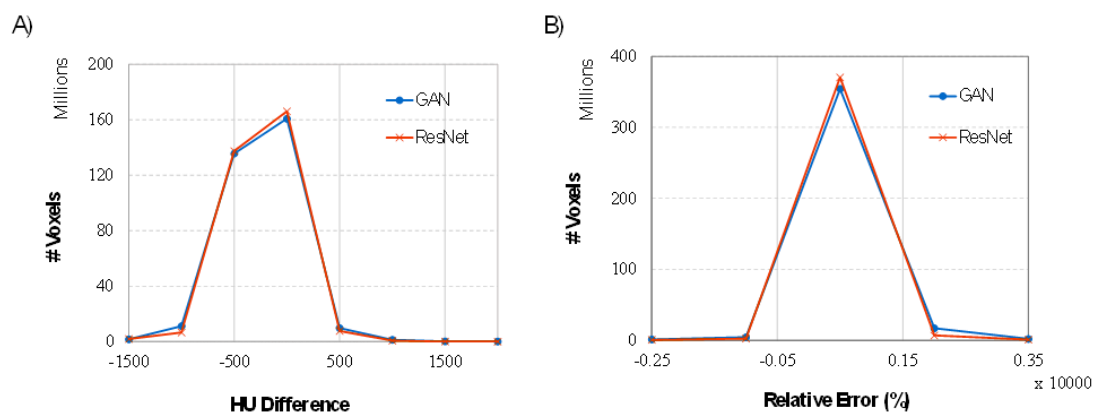 A)
Millions
200
160
120
80
40
0
# Voxels
-1500 -500 500 1500
HU Difference
GAN
ResNet
B)
Millions
400
300
200
100
0
# Voxels
-0.25 -0.05 0.15 0.35
x 10000
Relative Error (%)
GAN
ResNet